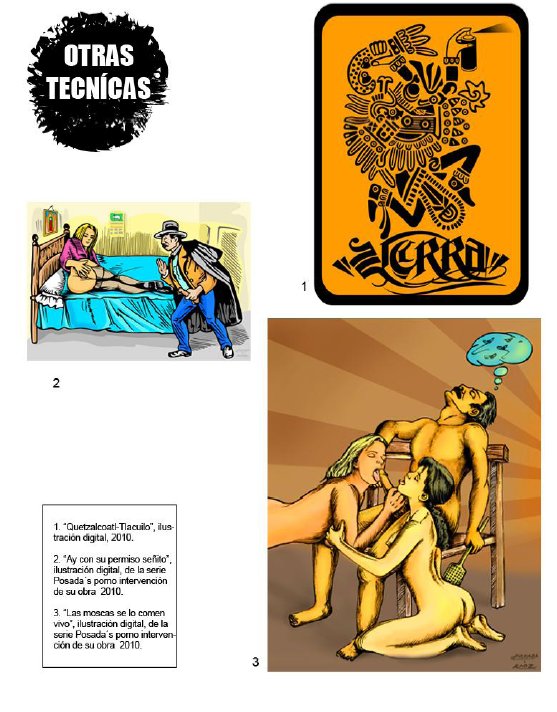 OTRAS
TECNÍCAS
1
2
1. “Quetzalcoatl-Tlacuilo”, ilus-
tración digital, 2010.
2. “Ay con su permiso señito”,
ilustración digital, de la serie
Posada´s porno intervención
de su obra  2010.
3. “Las moscas se lo comen
vivo”, ilustración digital, de la
serie Posada´s porno interven-
ción de su obra  2010.
3